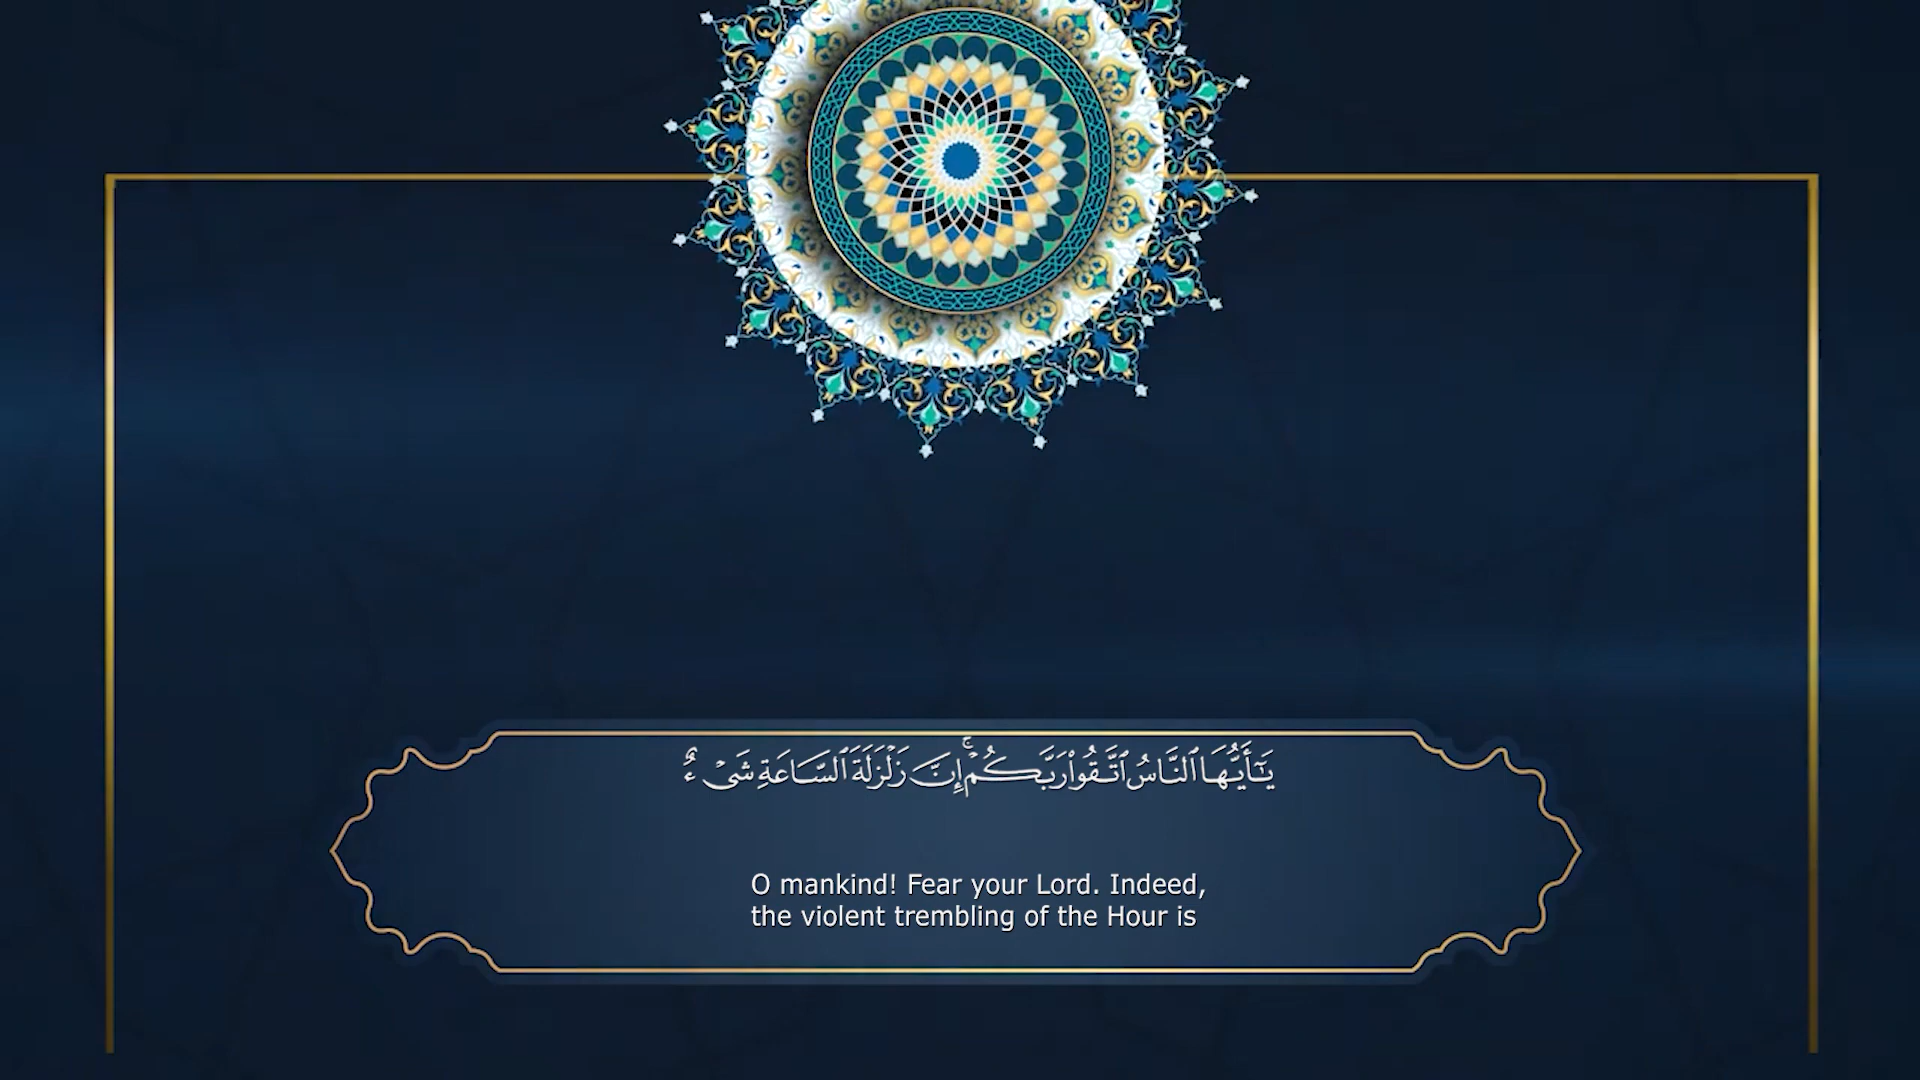 يَٰٓأَيُّهَا ٱلنَّاسُ ٱتَّقُوا۟ رَبَّكُمْ ۚ إِنَّ زَلْزَلَةَ ٱلسَّاعَةِ شَىْءٌ
O mankind! Fear your Lord. Indeed,
the violent trembling of the Hour is